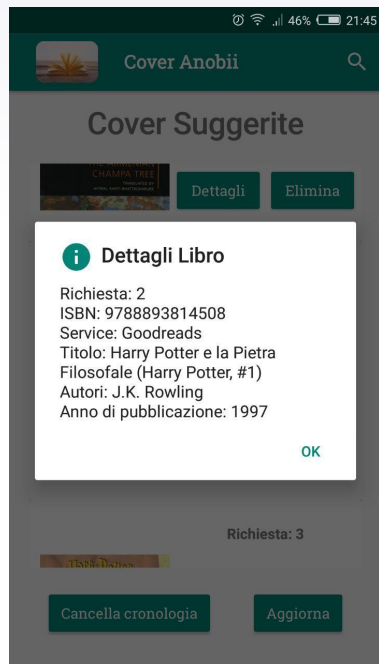 46% 21:45
Cover Anobii
Cover Suggerite
CHAMPA TREE
Dettagli Elimina
Dettagli Libro
Richiesta: 2
ISBN: 9788893814508
Service: Goodreads
Titolo: Harry Potter e la Pietra
Filosofale (Harry Potter, #1)
Autori: J.K. Rowling
Anno di pubblicazione: 1997
OK
Richiesta: 3
Cancella cronologia Aggiorna